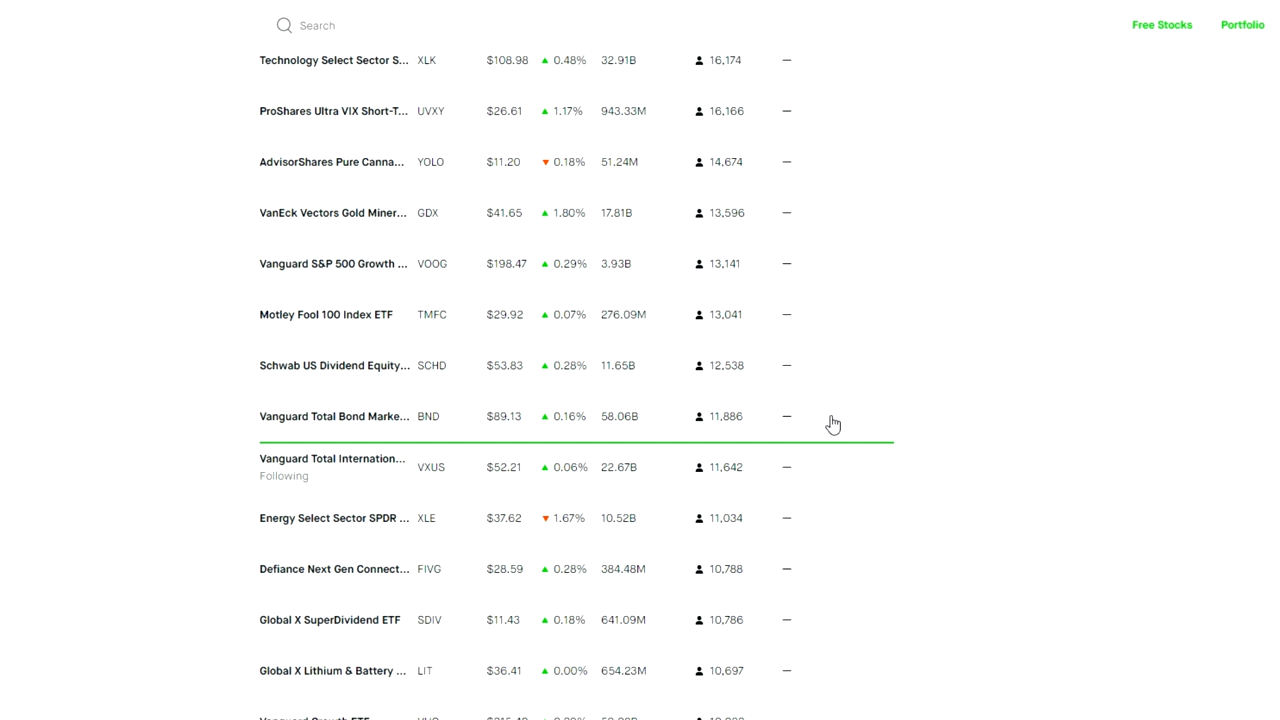 Search
Free Stocks Portfolio
Technology Select Sector S... XLK $108.98 0.48% 32.91B 16,174 —
ProShares Ultra VIX Short-T... UVXY $26.61 1.17% 943.33M 16,166 —
AdvisorShares Pure Canna... YOLO $11.20 0.18% 51.24M 14,674 —
VanEck Vectors Gold Miner... GDX $41.65 1.80% 17.81B 13,596 —
Vanguard S&P 500 Growth ... VOOG $198.47 0.29% 3.93B 13,141 —
Motley Fool 100 Index ETF TMFC $29.92 0.07% 276.09M 13,041 —
Schwab US Dividend Equity... SCHD $53.83 0.28% 11.65B 12,538 —
Vanguard Total Bond Marke... BND $89.13 0.16% 58.06B 11,886 —
Vanguard Total Internation... VXUS $52.21 0.06% 22.67B 11,642 —
Following
Energy Select Sector SPDR ... XLE $37.62 1.67% 10.52B 11,034 —
Defiance Next Gen Connect... FIVG $28.59 0.28% 384.48M 10,788 —
Global X SuperDividend ETF SDIV $11.43 0.18% 641.09M 10,786 —
Global X Lithium & Battery ... LIT $36.41 0.00% 654.23M 10,697 —